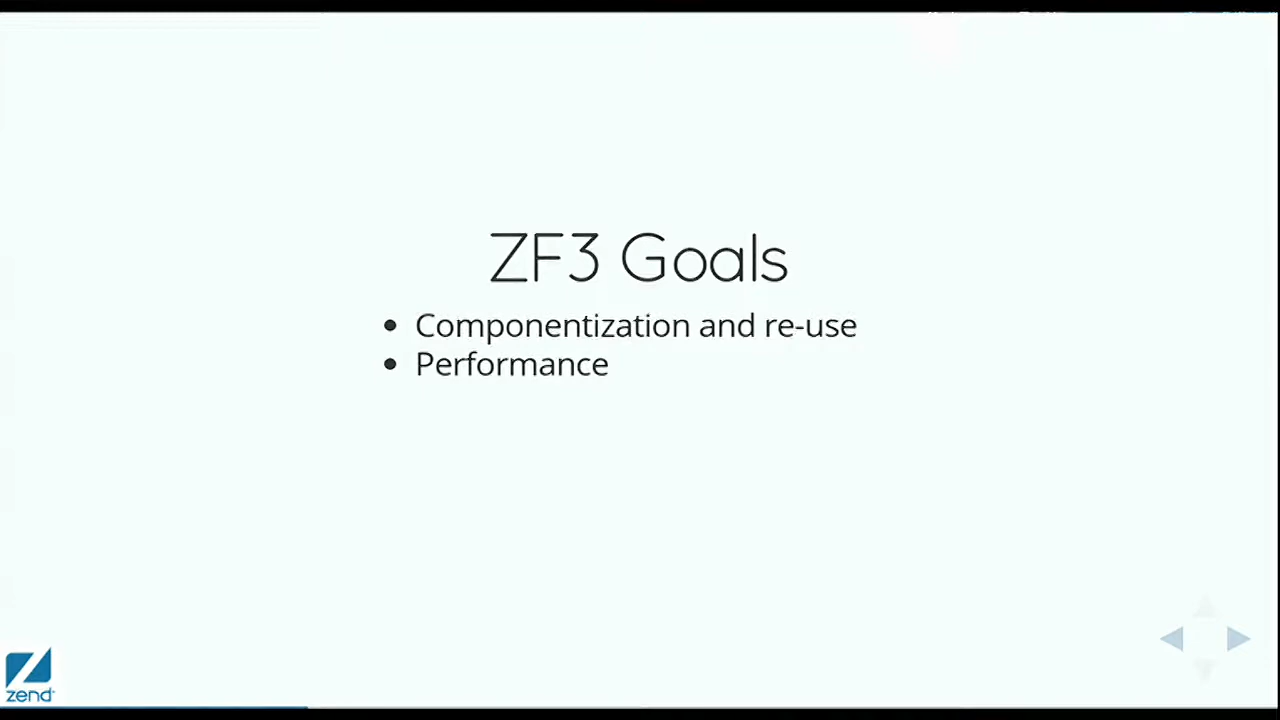 ZF3 Goals
Componentization and re-use
Performance
zend